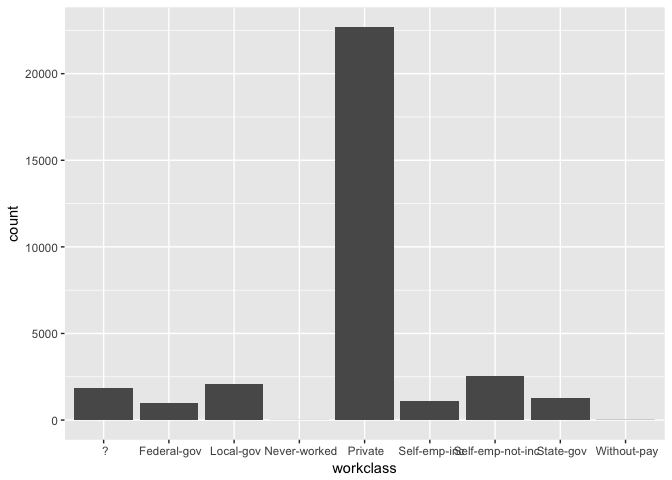 20000
15000
10000
5000
0
count
? Federal-gov Local-gov Never-worked Private Self-emp-inc Self-emp-not-inc State-gov Without-pay
workclass